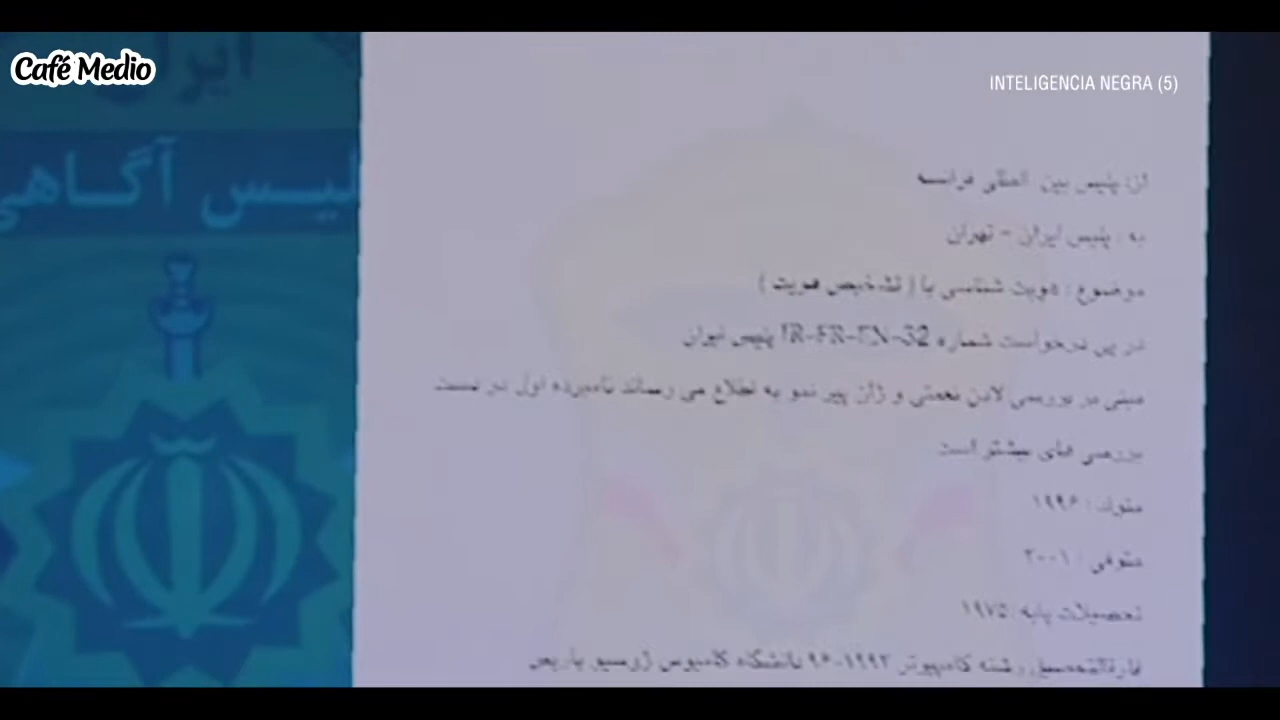 Café Medio
INTELIGENCIA NEGRA (5)
ایران
پلیس آگاهی
از: پلیس بین المللی فرانسه
به : پلیس ایران - تهران
موضوع : هویت شناسی با ( تشخیص هویت )
در پی درخواست شماره IR-FR-EN-32 پلیس تهران
مبنی بر بررسی لادن نعمتی و ژان پیر نمو به اطلاع می رساند نامبرده اول در دست
بررسی های بیشتر است
متولد : ۱۹۹۶
متوفی : ۲۰۰۱
تحصیلات پایه : ۱۹۷۵
فارغالتحصیل رشته کامپیوتر ۱۹۹۲-۹۶ دانشگاه کامپوس ژوسیو پاریس